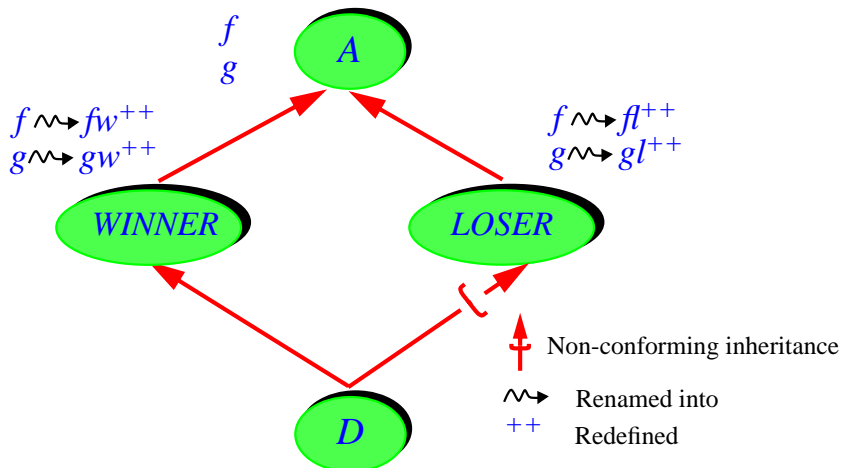 f
g
A
f fw++
g gw++
f fl++
g gl++
WINNER
LOSER
Non-conforming inheritance
D
Renamed into
++ Redefined